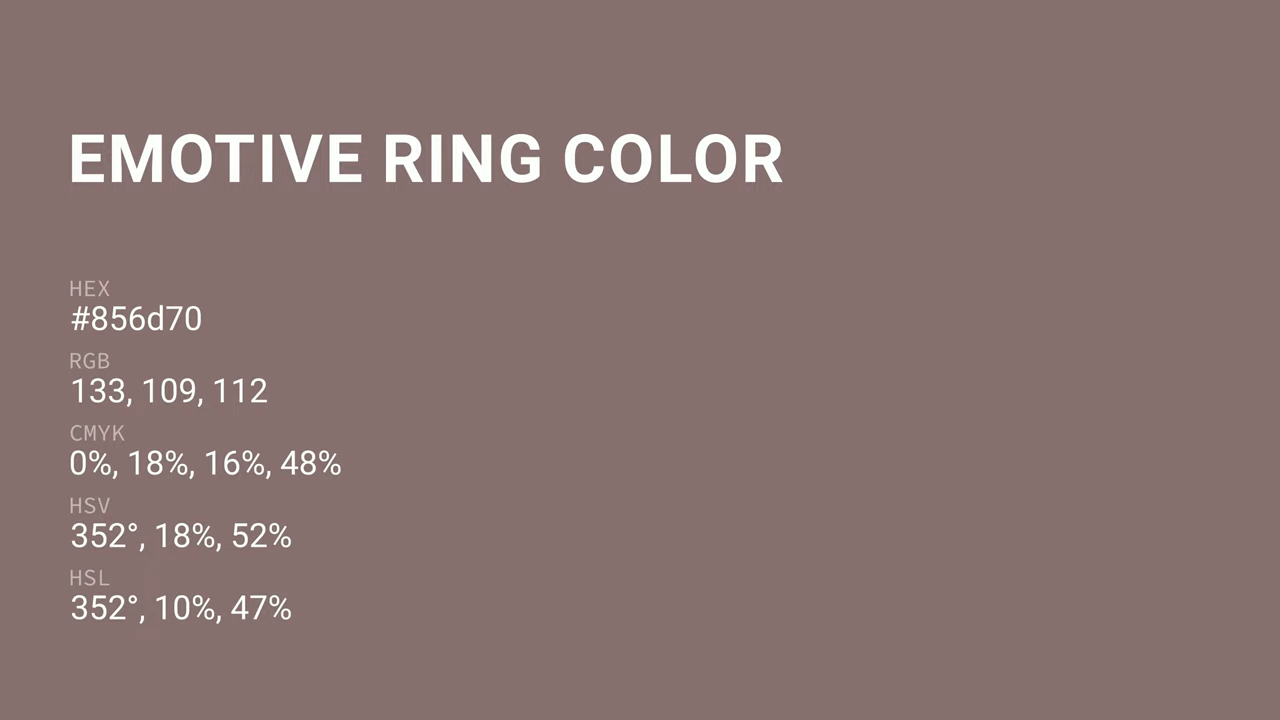 EMOTIVE RING COLOR
HEX
#856d70
RGB
133, 109, 112
CMYK
0%, 18%, 16%, 48%
HSV
352°, 18%, 52%
HSL
352°, 10%, 47%